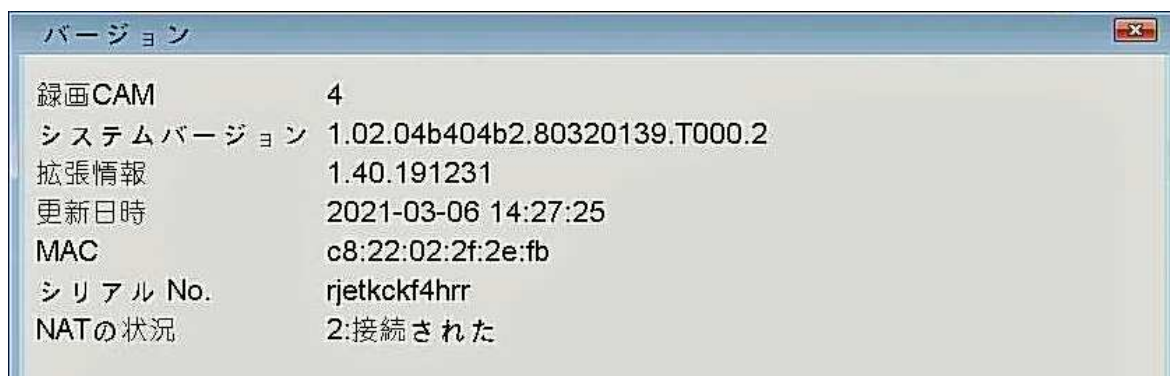 バージョン
録画CAM 4
システムバージョン 1.02.04b404b2.80320139.T000.2
拡張情報 1.40.191231
更新日時 2021-03-06 14:27:25
MAC c8:22:02:2f:2e:fb
シリアル No. rjetkckf4hrr
NATの状況 2:接続された